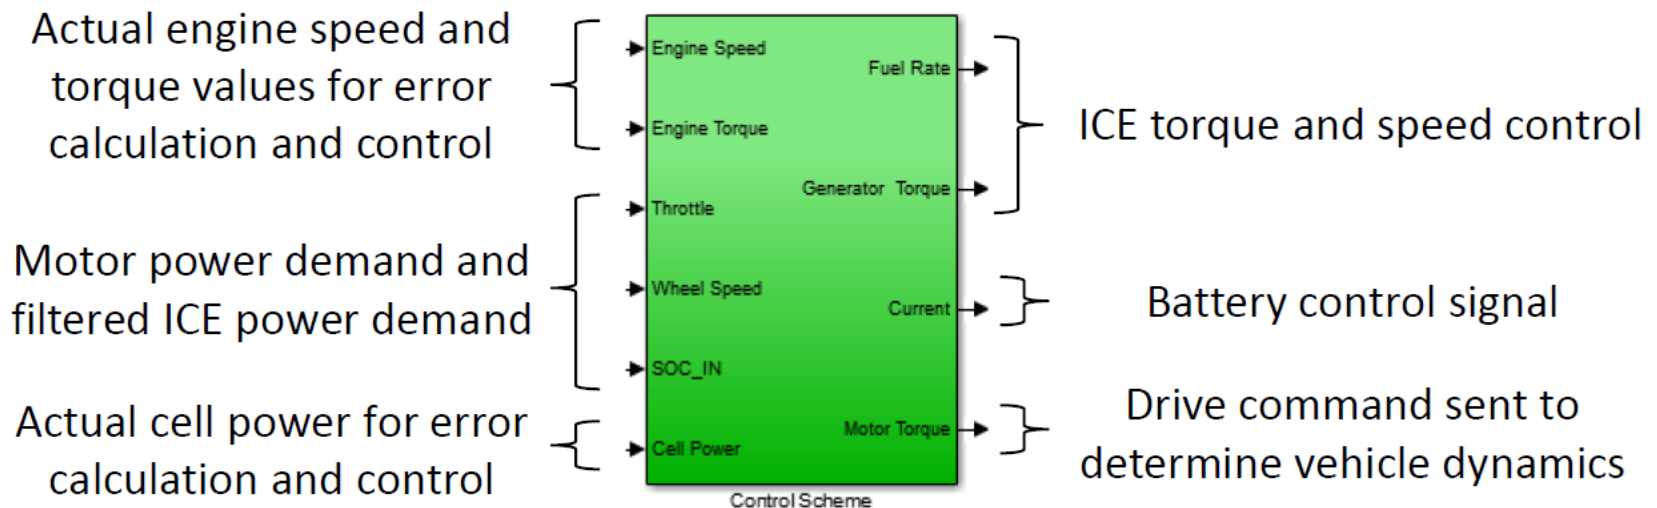 Actual engine speed and
torque values for error
calculation and control
Motor power demand and
filtered ICE power demand
Actual cell power for error
calculation and control
Engine Speed
Engine Torque
Throttle
Wheel Speed
SOC_IN
Cell Power
Fuel Rate
Generator Torque
Current
Motor Torque
Control Scheme
ICE torque and speed control
Battery control signal
Drive command sent to
determine vehicle dynamics